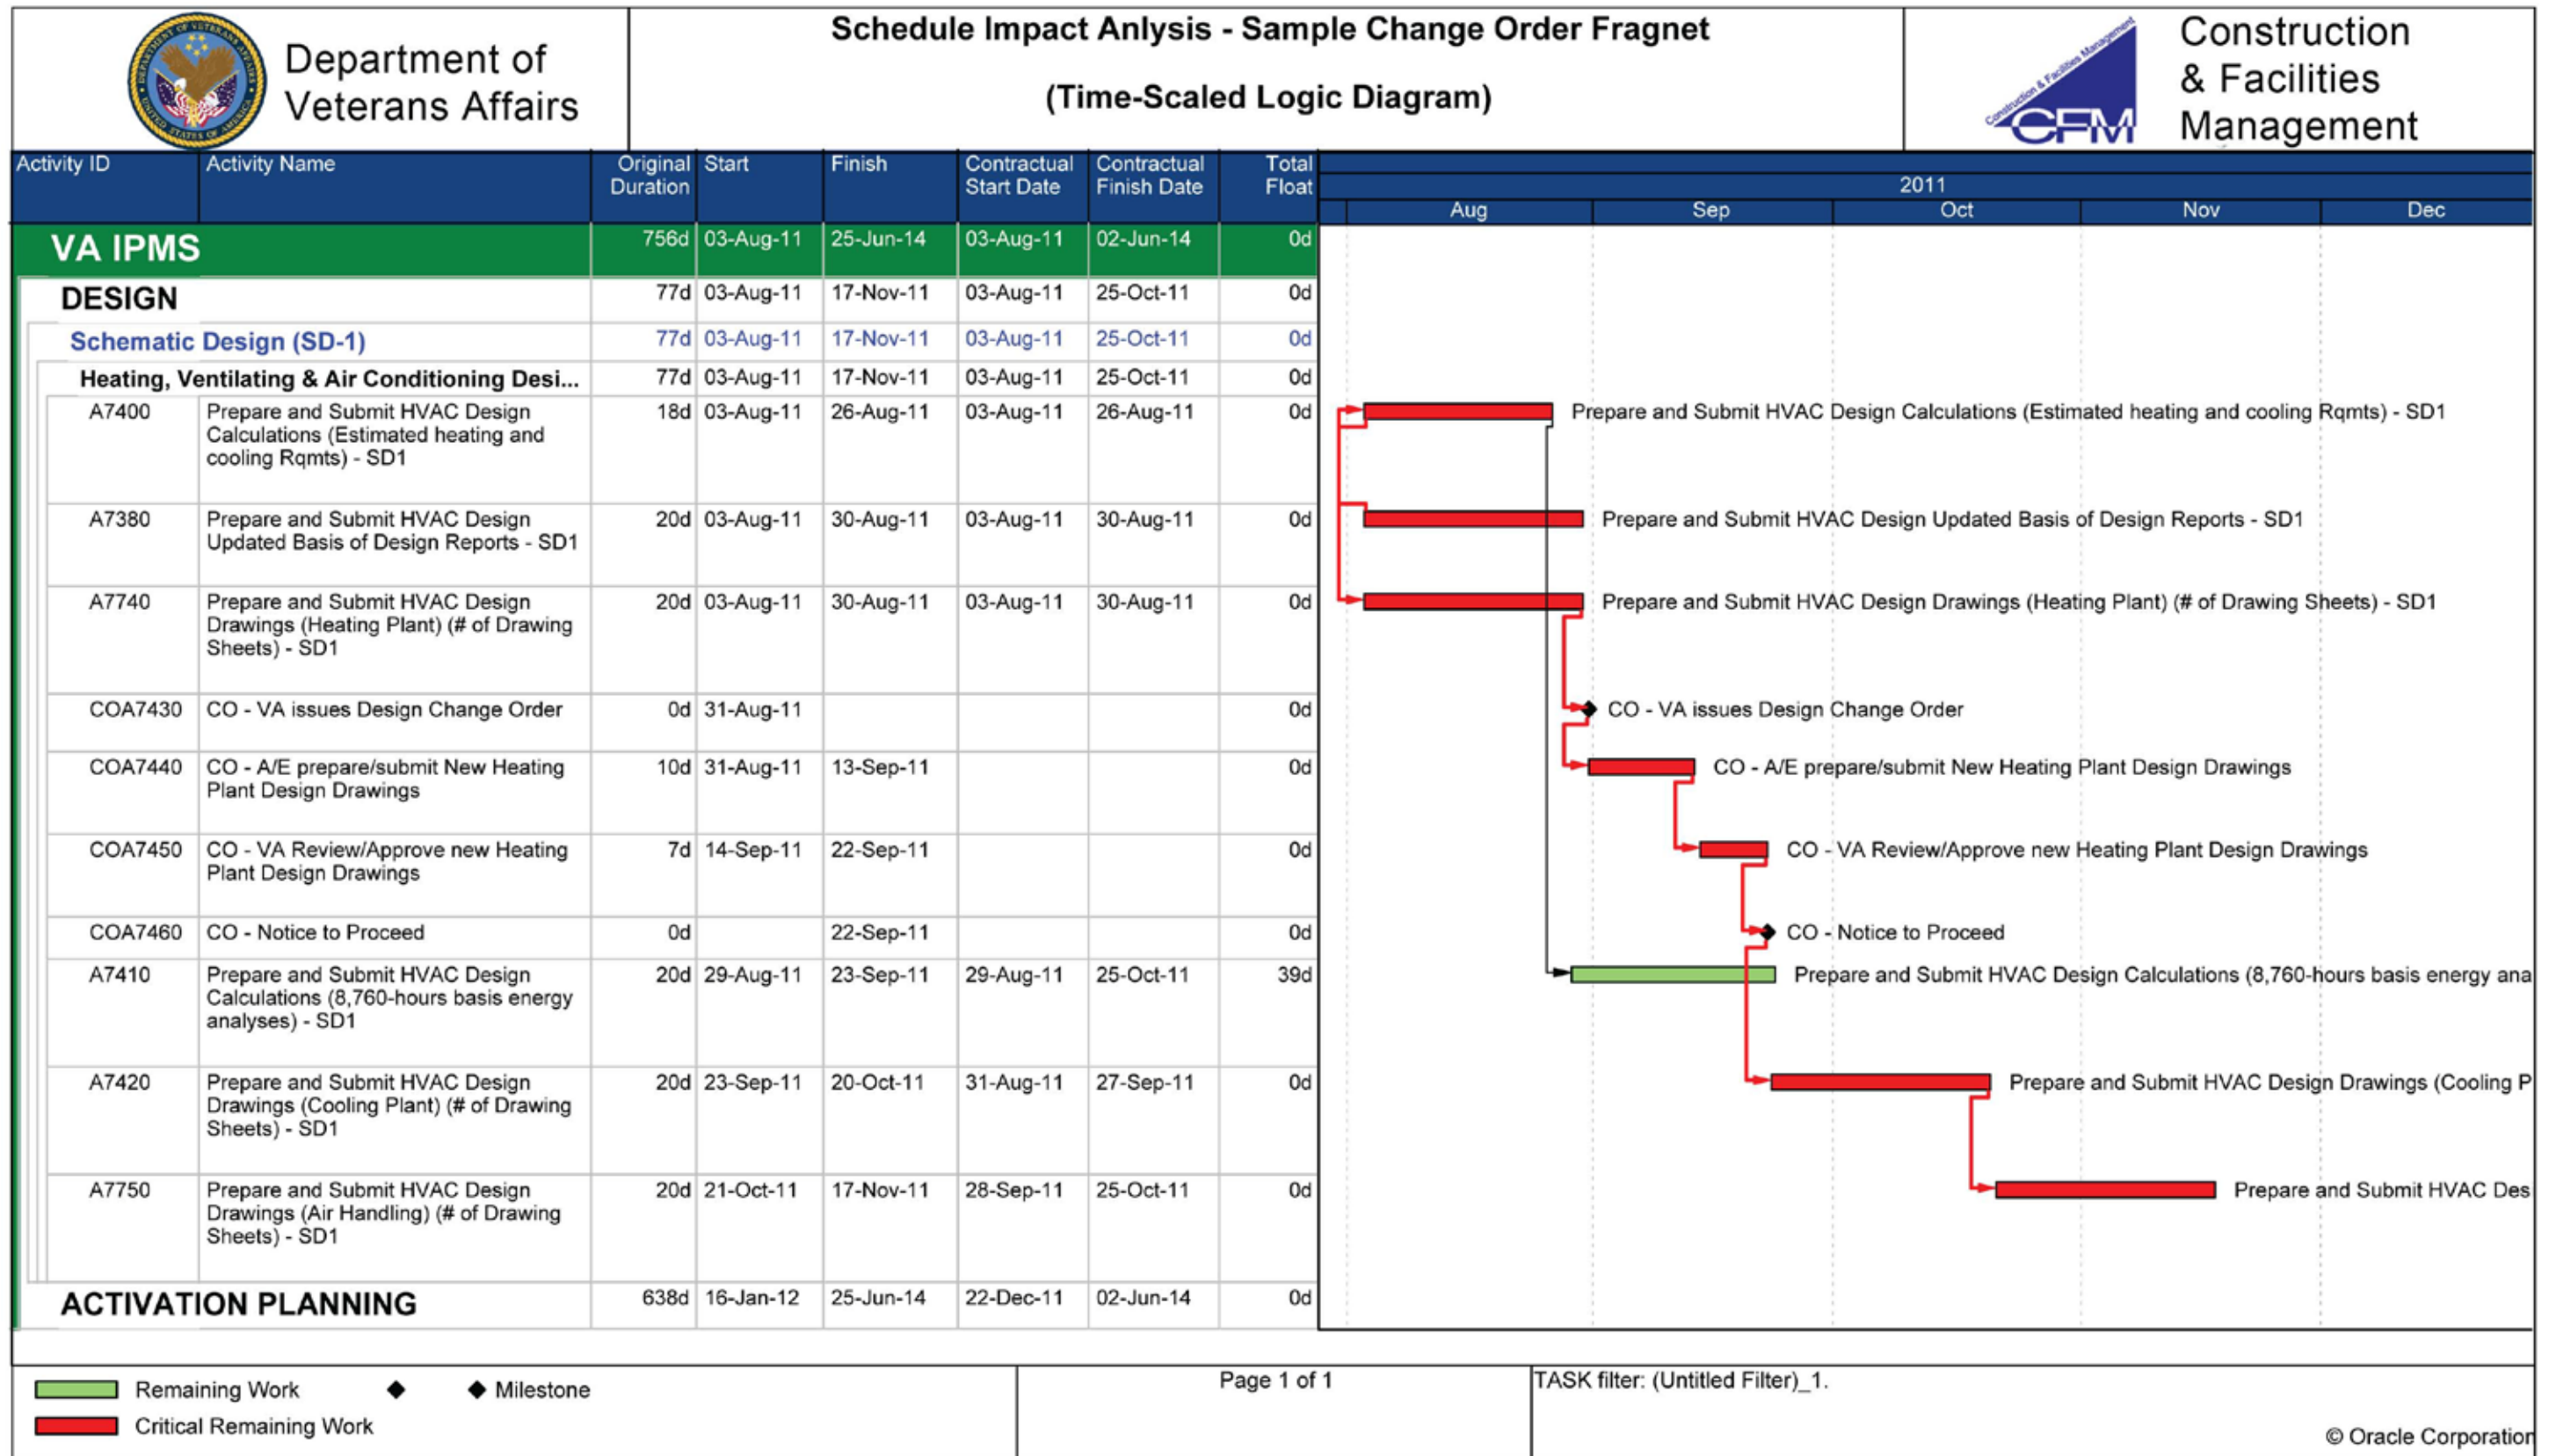 Department of
Veterans Affairs
Schedule Impact Anlysis - Sample Change Order Fragnet
(Time-Scaled Logic Diagram)
Construction & Facilities Management
CFM
Construction
& Facilities
Management
Activity ID Activity Name Original Duration Start Finish Contractual Start Date Contractual Finish Date Total Float
2011
Aug Sep Oct Nov Dec
VA IPMS 756d 03-Aug-11 25-Jun-14 03-Aug-11 02-Jun-14 0d
DESIGN 77d 03-Aug-11 17-Nov-11 03-Aug-11 25-Oct-11 0d
Schematic Design (SD-1) 77d 03-Aug-11 17-Nov-11 03-Aug-11 25-Oct-11 0d
Heating, Ventilating & Air Conditioning Desi... 77d 03-Aug-11 17-Nov-11 03-Aug-11 25-Oct-11 0d
A7400 Prepare and Submit HVAC Design 18d 03-Aug-11 26-Aug-11 03-Aug-11 26-Aug-11 0d Prepare and Submit HVAC Design Calculations (Estimated heating and cooling Rqmts) - SD1
Calculations (Estimated heating and
cooling Rqmts) - SD1
A7380 Prepare and Submit HVAC Design 20d 03-Aug-11 30-Aug-11 03-Aug-11 30-Aug-11 0d Prepare and Submit HVAC Design Updated Basis of Design Reports - SD1
Updated Basis of Design Reports - SD1
A7740 Prepare and Submit HVAC Design 20d 03-Aug-11 30-Aug-11 03-Aug-11 30-Aug-11 0d Prepare and Submit HVAC Design Drawings (Heating Plant) (# of Drawing Sheets) - SD1
Drawings (Heating Plant) (# of Drawing
Sheets) - SD1
COA7430 CO - VA issues Design Change Order 0d 31-Aug-11 0d CO - VA issues Design Change Order
COA7440 CO - A/E prepare/submit New Heating 10d 31-Aug-11 13-Sep-11 0d CO - A/E prepare/submit New Heating Plant Design Drawings
Plant Design Drawings
COA7450 CO - VA Review/Approve new Heating 7d 14-Sep-11 22-Sep-11 0d CO - VA Review/Approve new Heating Plant Design Drawings
Plant Design Drawings
COA7460 CO - Notice to Proceed 0d 22-Sep-11 0d CO - Notice to Proceed
A7410 Prepare and Submit HVAC Design 20d 29-Aug-11 23-Sep-11 29-Aug-11 25-Oct-11 39d Prepare and Submit HVAC Design Calculations (8,760-hours basis energy ana
Calculations (8,760-hours basis energy
analyses) - SD1
A7420 Prepare and Submit HVAC Design 20d 23-Sep-11 20-Oct-11 31-Aug-11 27-Sep-11 0d Prepare and Submit HVAC Design Drawings (Cooling P
Drawings (Cooling Plant) (# of Drawing
Sheets) - SD1
A7750 Prepare and Submit HVAC Design 20d 21-Oct-11 17-Nov-11 28-Sep-11 25-Oct-11 0d Prepare and Submit HVAC Des
Drawings (Air Handling) (# of Drawing
Sheets) - SD1
ACTIVATION PLANNING 638d 16-Jan-12 25-Jun-14 22-Dec-11 02-Jun-14 0d
Remaining Work Milestone
Critical Remaining Work
Page 1 of 1
TASK filter: (Untitled Filter)_1.
© Oracle Corporation